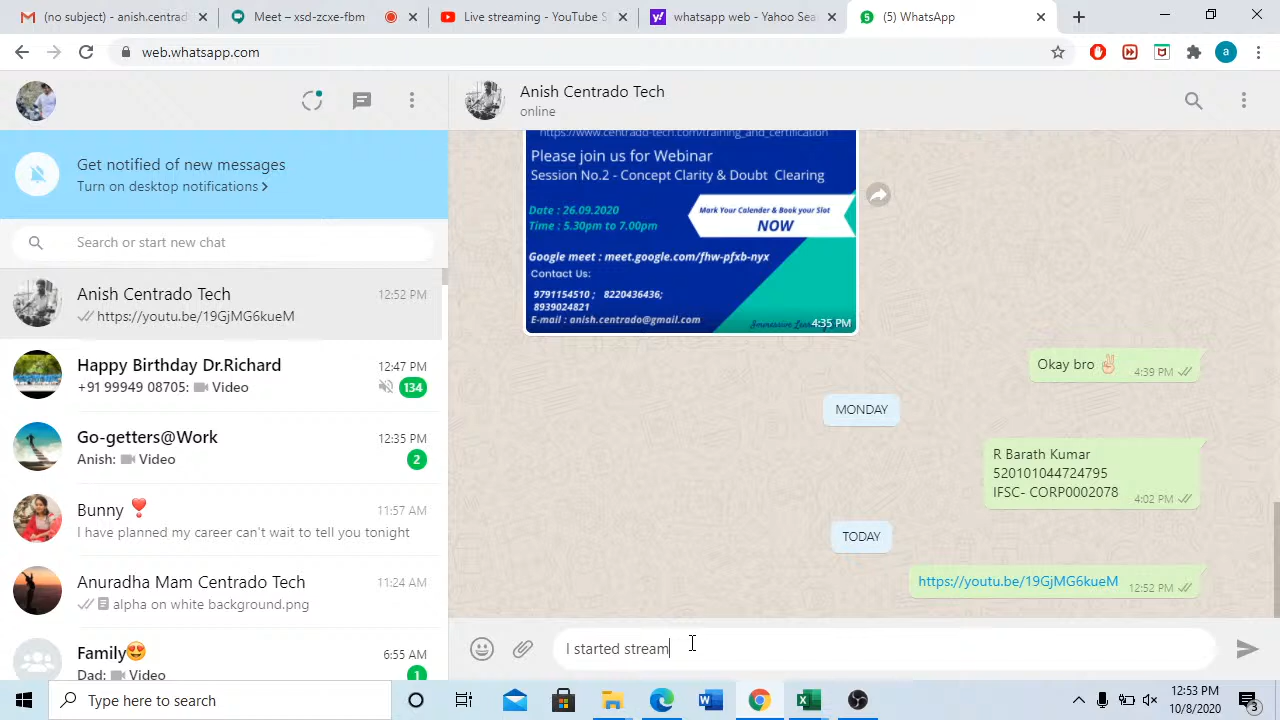 (no subject) - anish.centrad
Meet – xsd-zcxe-fbm
Live streaming - YouTube S
whatsapp web - Yahoo Sea
(5) WhatsApp
web.whatsapp.com
a
Anish Centrado Tech
online
Get notified of new messages
Turn on desktop notifications >
Search or start new chat
Anish Centrado Tech
12:52 PM
https://youtu.be/19GjMG6kueM
Happy Birthday Dr.Richard
12:47 PM
+91 99949 08705: Video
134
Go-getters@Work
12:35 PM
Anish: Video
2
Bunny
11:57 AM
I have planned my career can't wait to tell you tonight
Anuradha Mam Centrado Tech
11:24 AM
alpha on white background.png
Family
6:55 AM
Dad: Video
1
https://www.centrado-tech.com/training_and_certification
Please join us for Webinar
Session No.2 - Concept Clarity & Doubt Clearing
Date : 26.09.2020
Time : 5.30pm to 7.00pm
Mark Your Calender & Book your Slot
NOW
Google meet : meet.google.com/fhw-pfxb-nyx
Contact Us:
9791154510 ; 8220436436;
8939024821
E-mail : anish.centrado@gmail.com
4:35 PM
Okay bro ✌
4:39 PM
MONDAY
R Barath Kumar
520101044724795
IFSC- CORP0002078
4:02 PM
TODAY
https://youtu.be/19GjMG6kueM
12:52 PM
I started stream
Type here to search
12:53 PM
10/8/2020
3